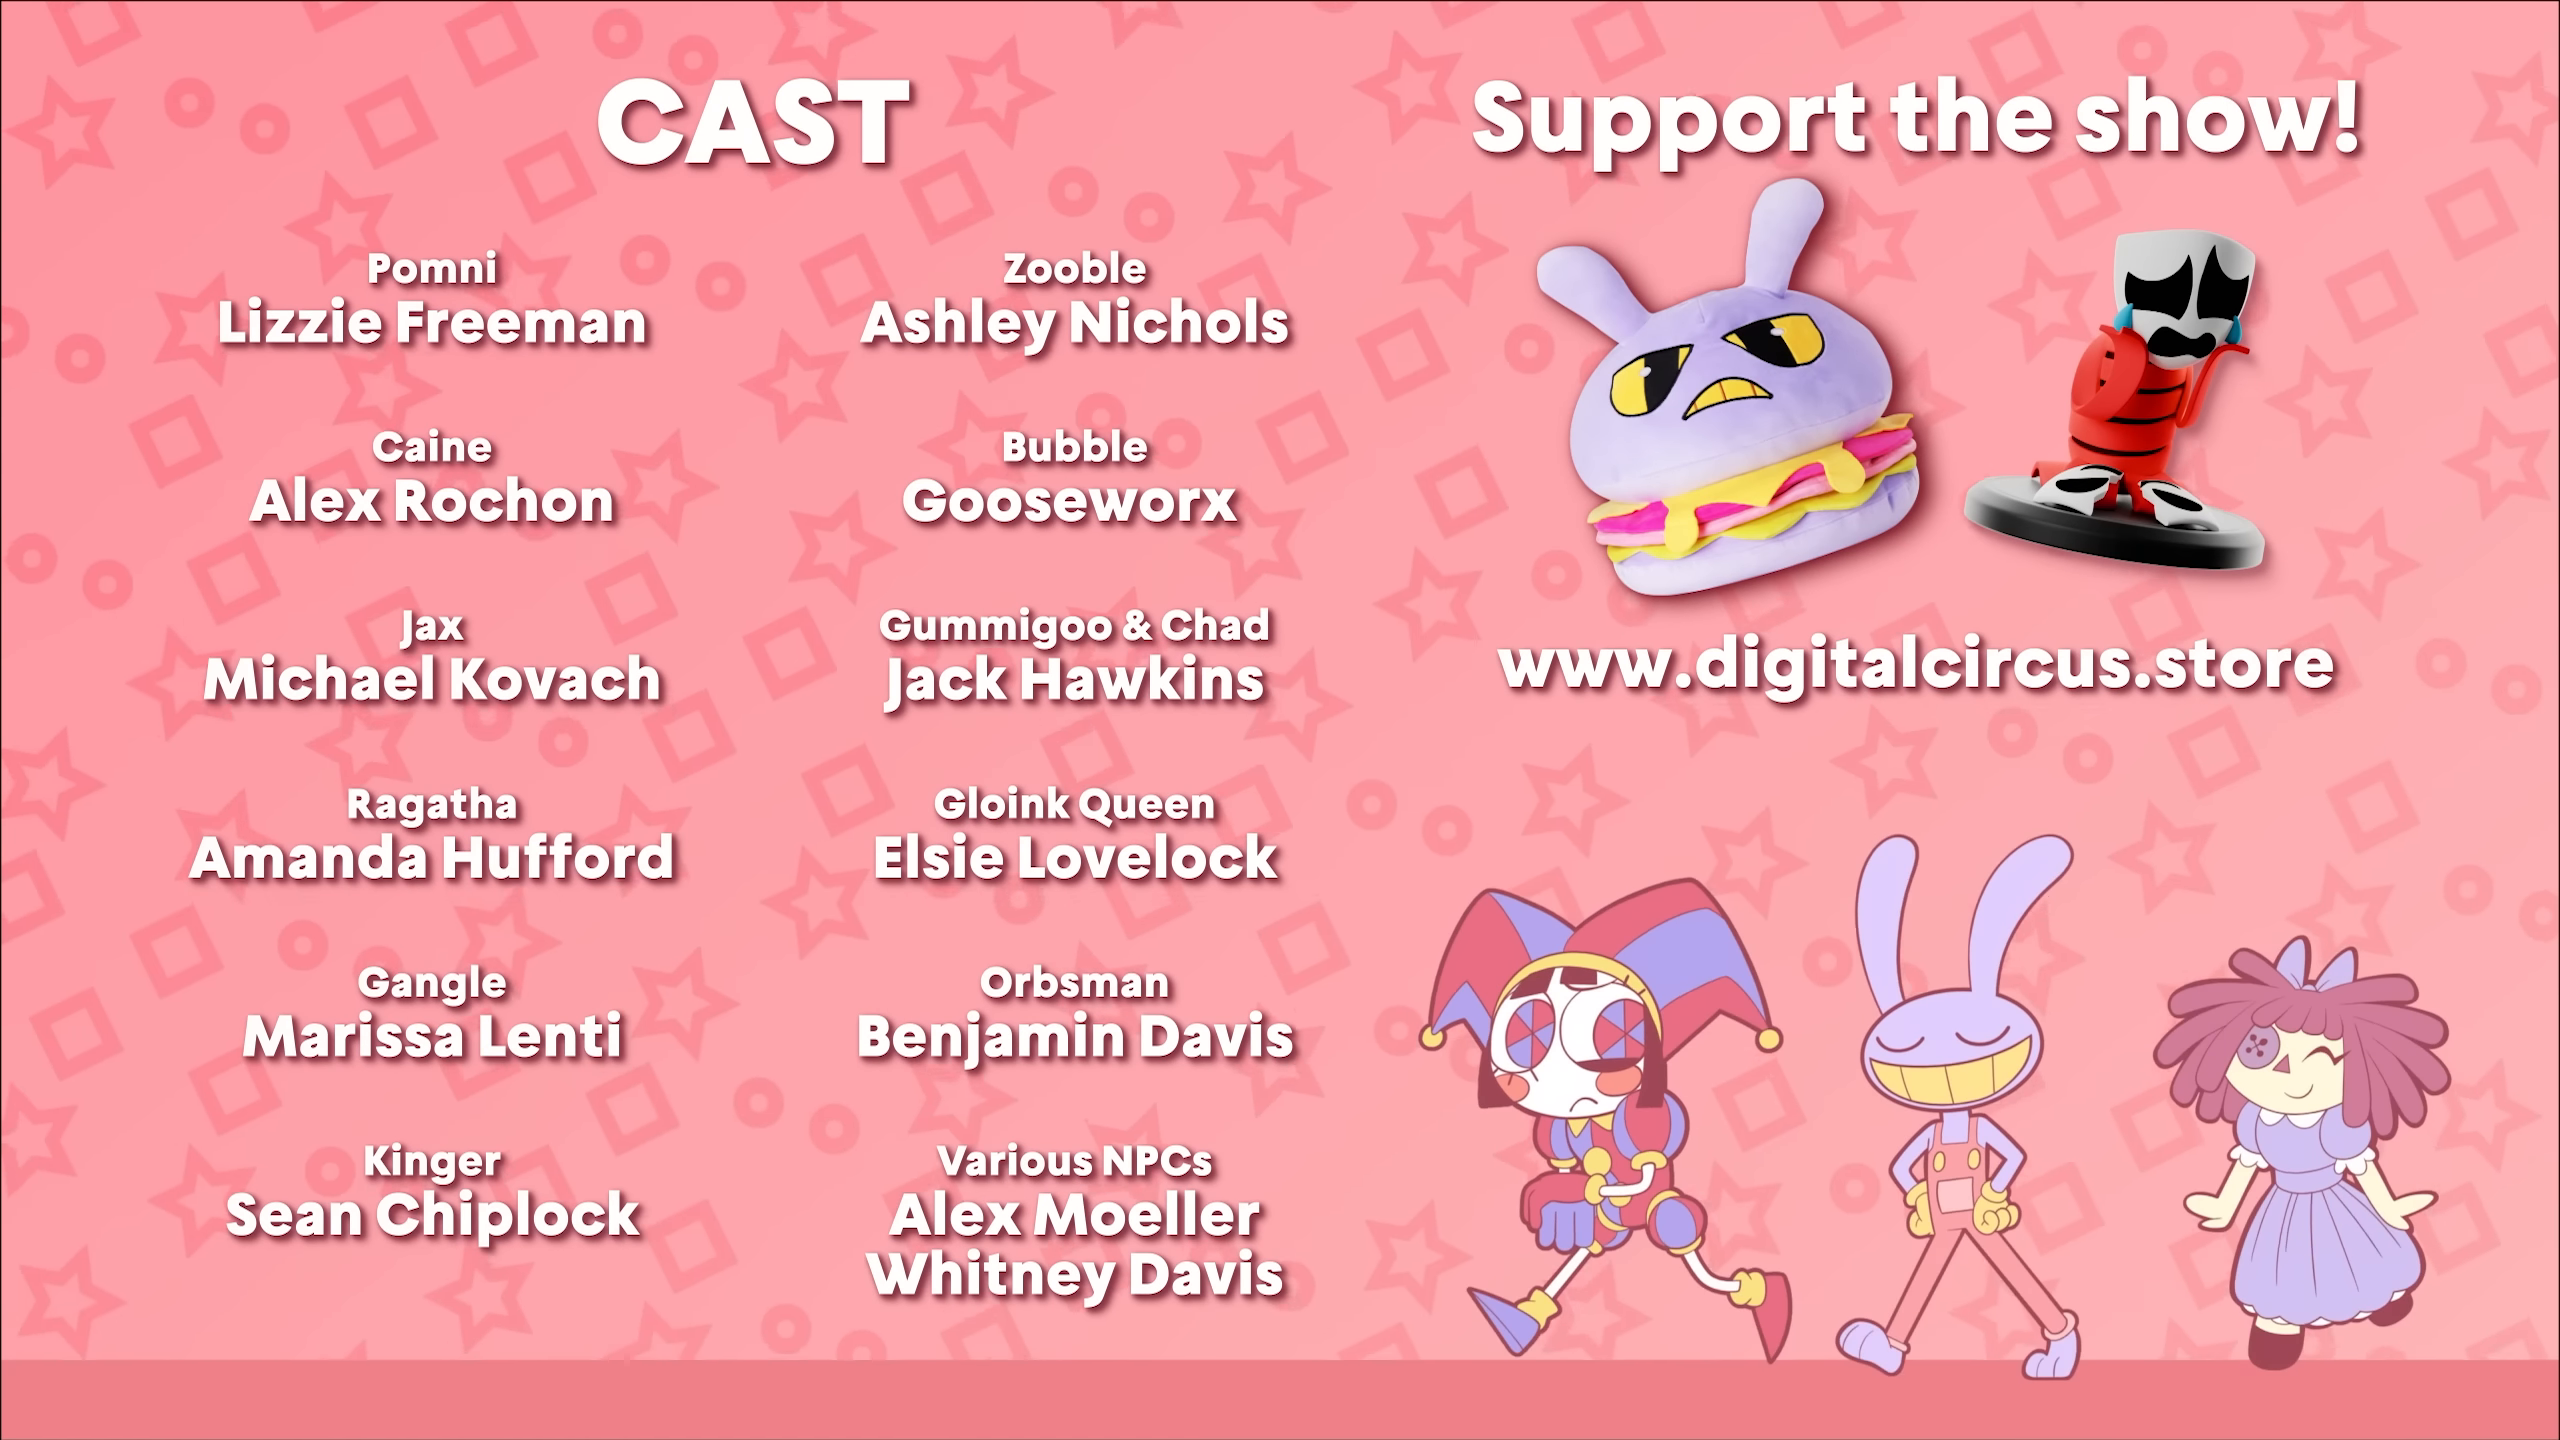 CAST
Pomni
Lizzie Freeman
Caine
Alex Rochon
Jax
Michael Kovach
Ragatha
Amanda Hufford
Gangle
Marissa Lenti
Kinger
Sean Chiplock
Zooble
Ashley Nichols
Bubble
Gooseworx
Gummigoo & Chad
Jack Hawkins
Gloink Queen
Elsie Lovelock
Orbsman
Benjamin Davis
Various NPCs
Alex Moeller
Whitney Davis
Support the show!
www.digitalcircus.store